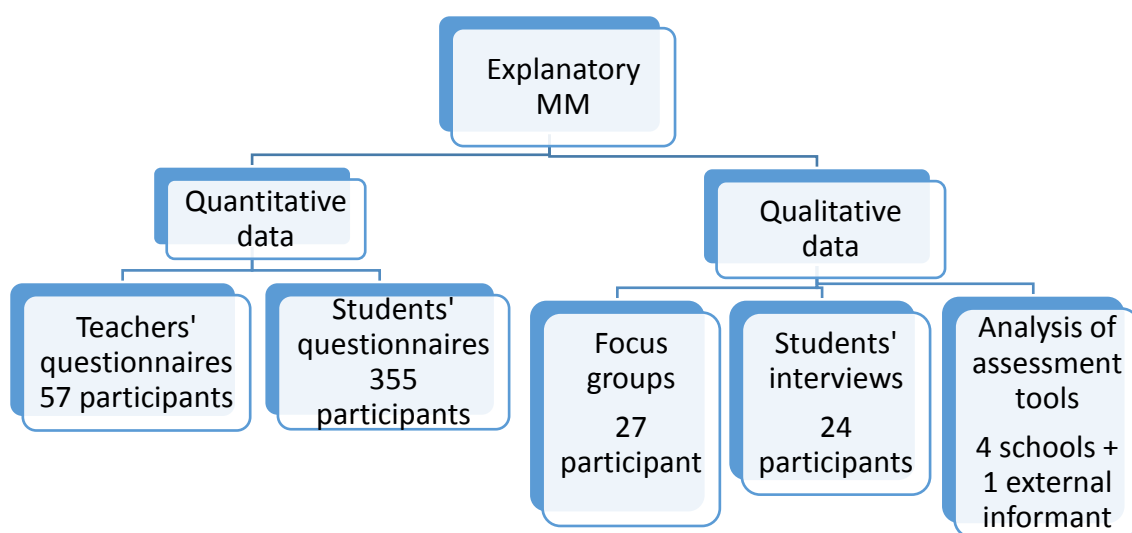 Explanatory
MM
Quantitative
data
Qualitative
data
Teachers'
questionnaires
57 participants
Students'
questionnaires
355
participants
Focus
groups
27
participant
Students'
interviews
24
participants
Analysis of
assessment
tools
4 schools +
1 external
informant